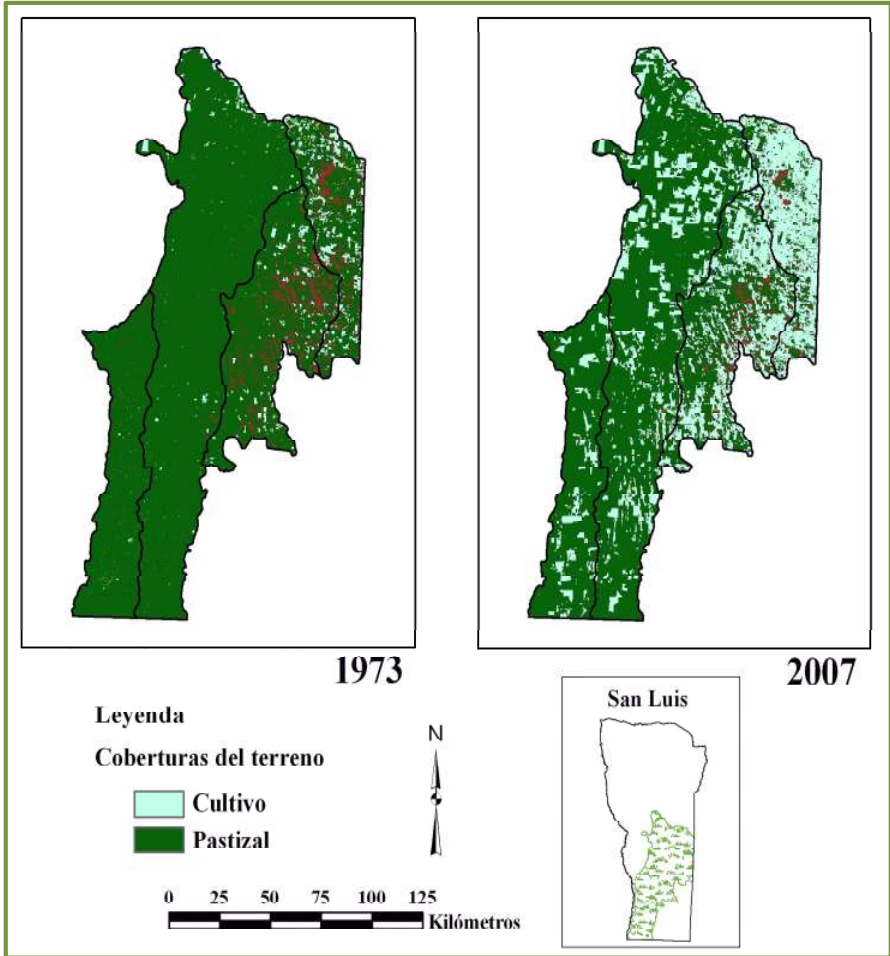 1973
2007
Leyenda
Coberturas del terreno
Cultivo
Pastizal
N
0 25 50 75 100 125
Kilómetros
San Luis